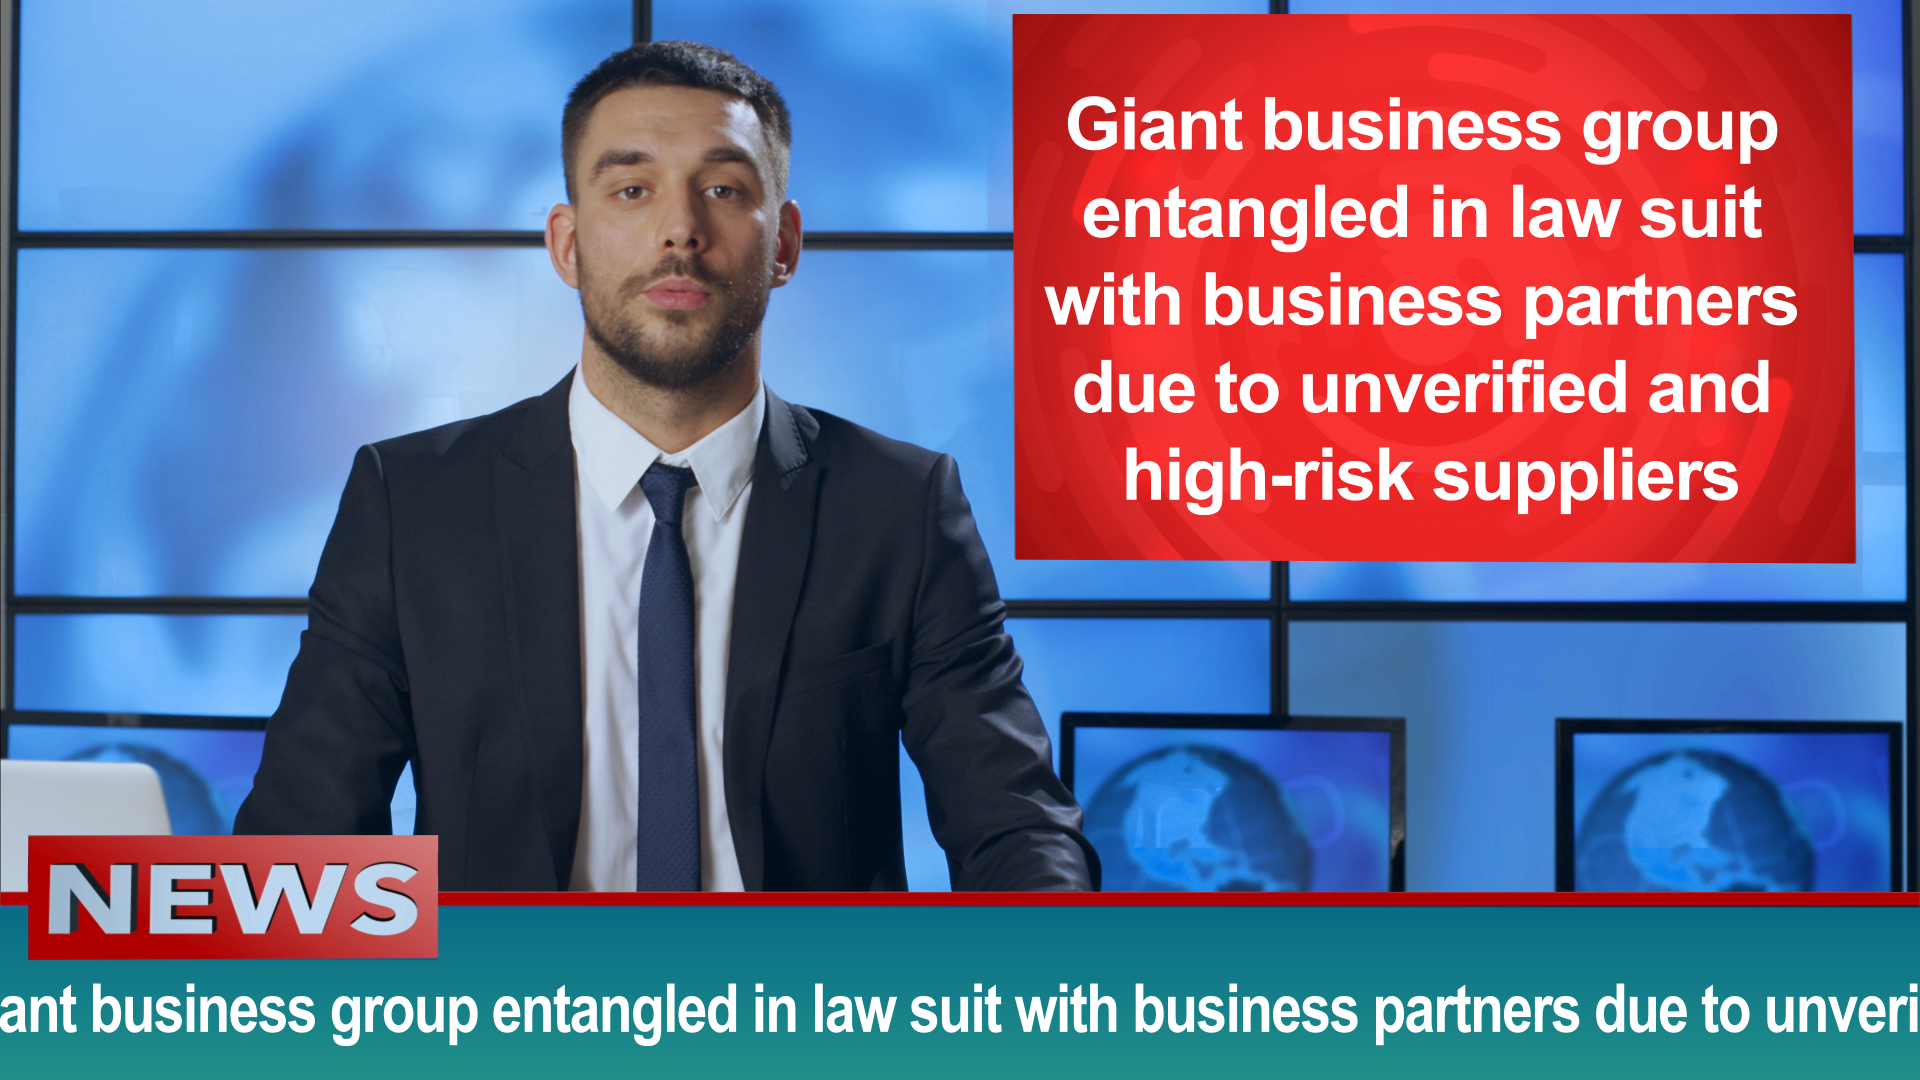 Giant business group
entangled in law suit
with business partners
due to unverified and
high-risk suppliers
NEWS
ant business group entangled in law suit with business partners due to unveri